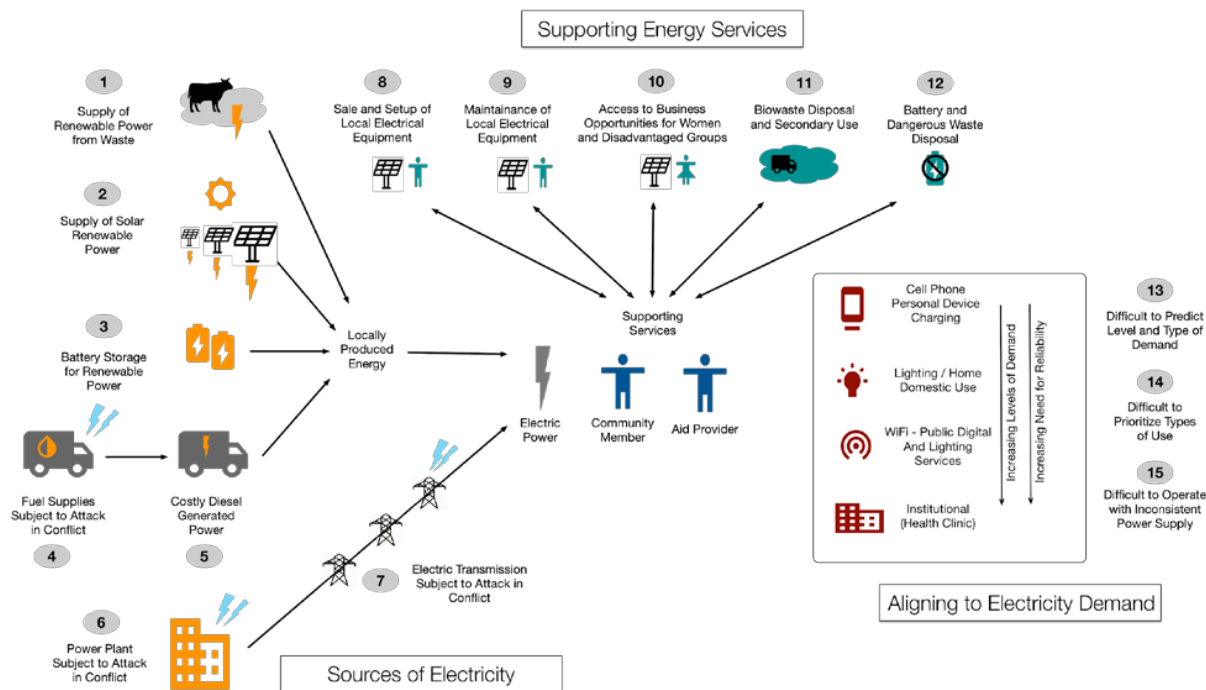 Supporting Energy Services
1
Supply of
Renewable Power
from Waste
2
Supply of Solar
Renewable
Power
3
Battery Storage
for Renewable
Power
Fuel Supplies
Subject to Attack
in Conflict
4
Costly Diesel
Generated
Power
5
6
Power Plant
Subject to Attack
in Conflict
7
Electric Transmission
Subject to Attack in
Conflict
Sources of Electricity
Locally
Produced
Energy
Electric
Power
8
Sale and Setup of
Local Electrical
Equipment
9
Maintainance of
Local Electrical
Equipment
10
Access to Business
Opportunities for Women
and Disadvantaged Groups
11
Biowaste Disposal
and Secondary Use
12
Battery and
Dangerous Waste
Disposal
Supporting
Services
Community
Member
Aid Provider
Cell Phone
Personal Device
Charging
Lighting / Home
Domestic Use
WiFi - Public Digital
And Lighting
Services
Institutional
(Health Clinic)
Increasing Levels of Demand
Increasing Need for Reliability
13
Difficult to Predict
Level and Type of
Demand
14
Difficult to
Prioritize Types
of Use
15
Difficult to Operate
with Inconsistent
Power Supply
Aligning to Electricity Demand